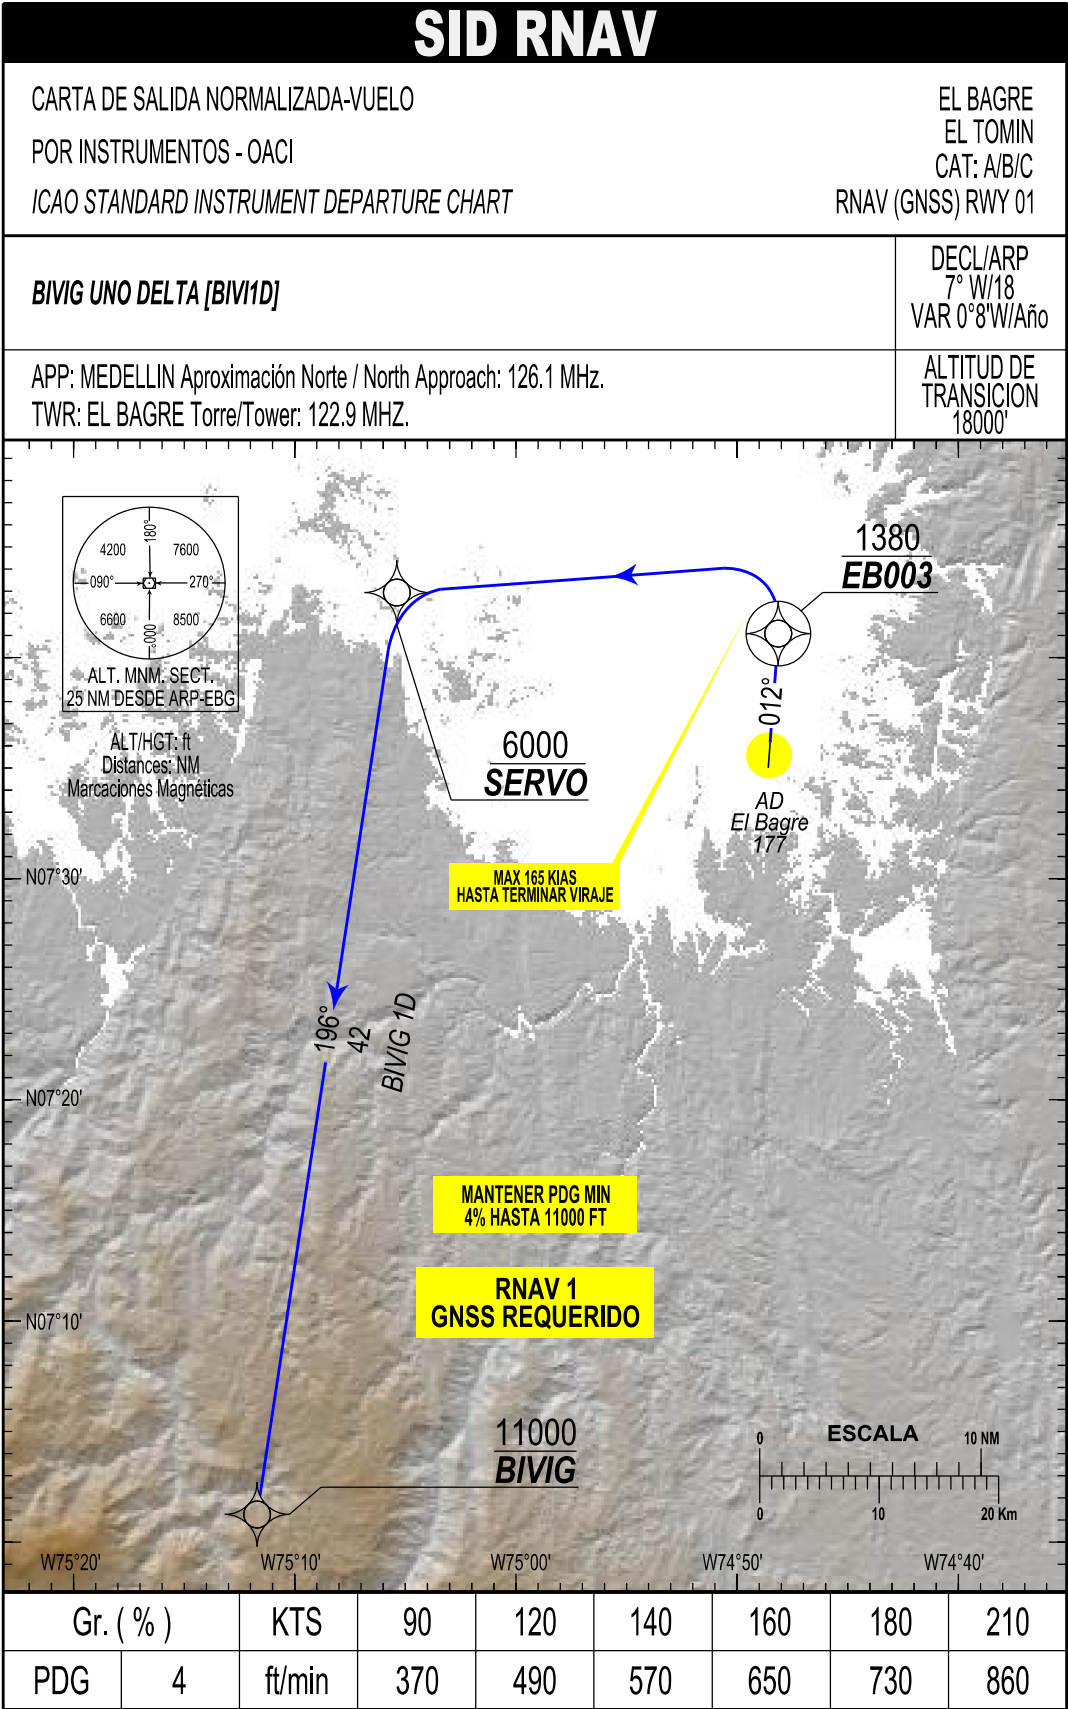 SID RNAV
CARTA DE SALIDA NORMALIZADA-VUELO
POR INSTRUMENTOS - OACI
ICAO STANDARD INSTRUMENT DEPARTURE CHART
EL BAGRE
EL TOMIN
CAT: A/B/C
RNAV (GNSS) RWY 01
BIVIG UNO DELTA [BIVI1D]
DECL/ARP
7° W/18
VAR 0°8'W/Año
APP: MEDELLIN Aproximación Norte / North Approach: 126.1 MHz.
TWR: EL BAGRE Torre/Tower: 122.9 MHZ.
ALTITUD DE
TRANSICION
18000'
180°
4200
7600
090°
270°
6600
8500
000°
ALT. MNM. SECT.
25 NM DESDE ARP-EBG
ALT/HGT: ft
Distances: NM
Marcaciones Magnéticas
1380
EB003
012°
6000
SERVO
AD
El Bagre
177
MAX 165 KIAS
HASTA TERMINAR VIRAJE
N07°30'
196°
42
BIVIG 1D
N07°20'
MANTENER PDG MIN
4% HASTA 11000 FT
RNAV 1
GNSS REQUERIDO
N07°10'
11000
BIVIG
ESCALA
0
10 NM
0
10
20 Km
W75°20'
W75°10'
W75°00'
W74°50'
W74°40'
Gr. ( % )
KTS
90
120
140
160
180
210
PDG
4
ft/min
370
490
570
650
730
860